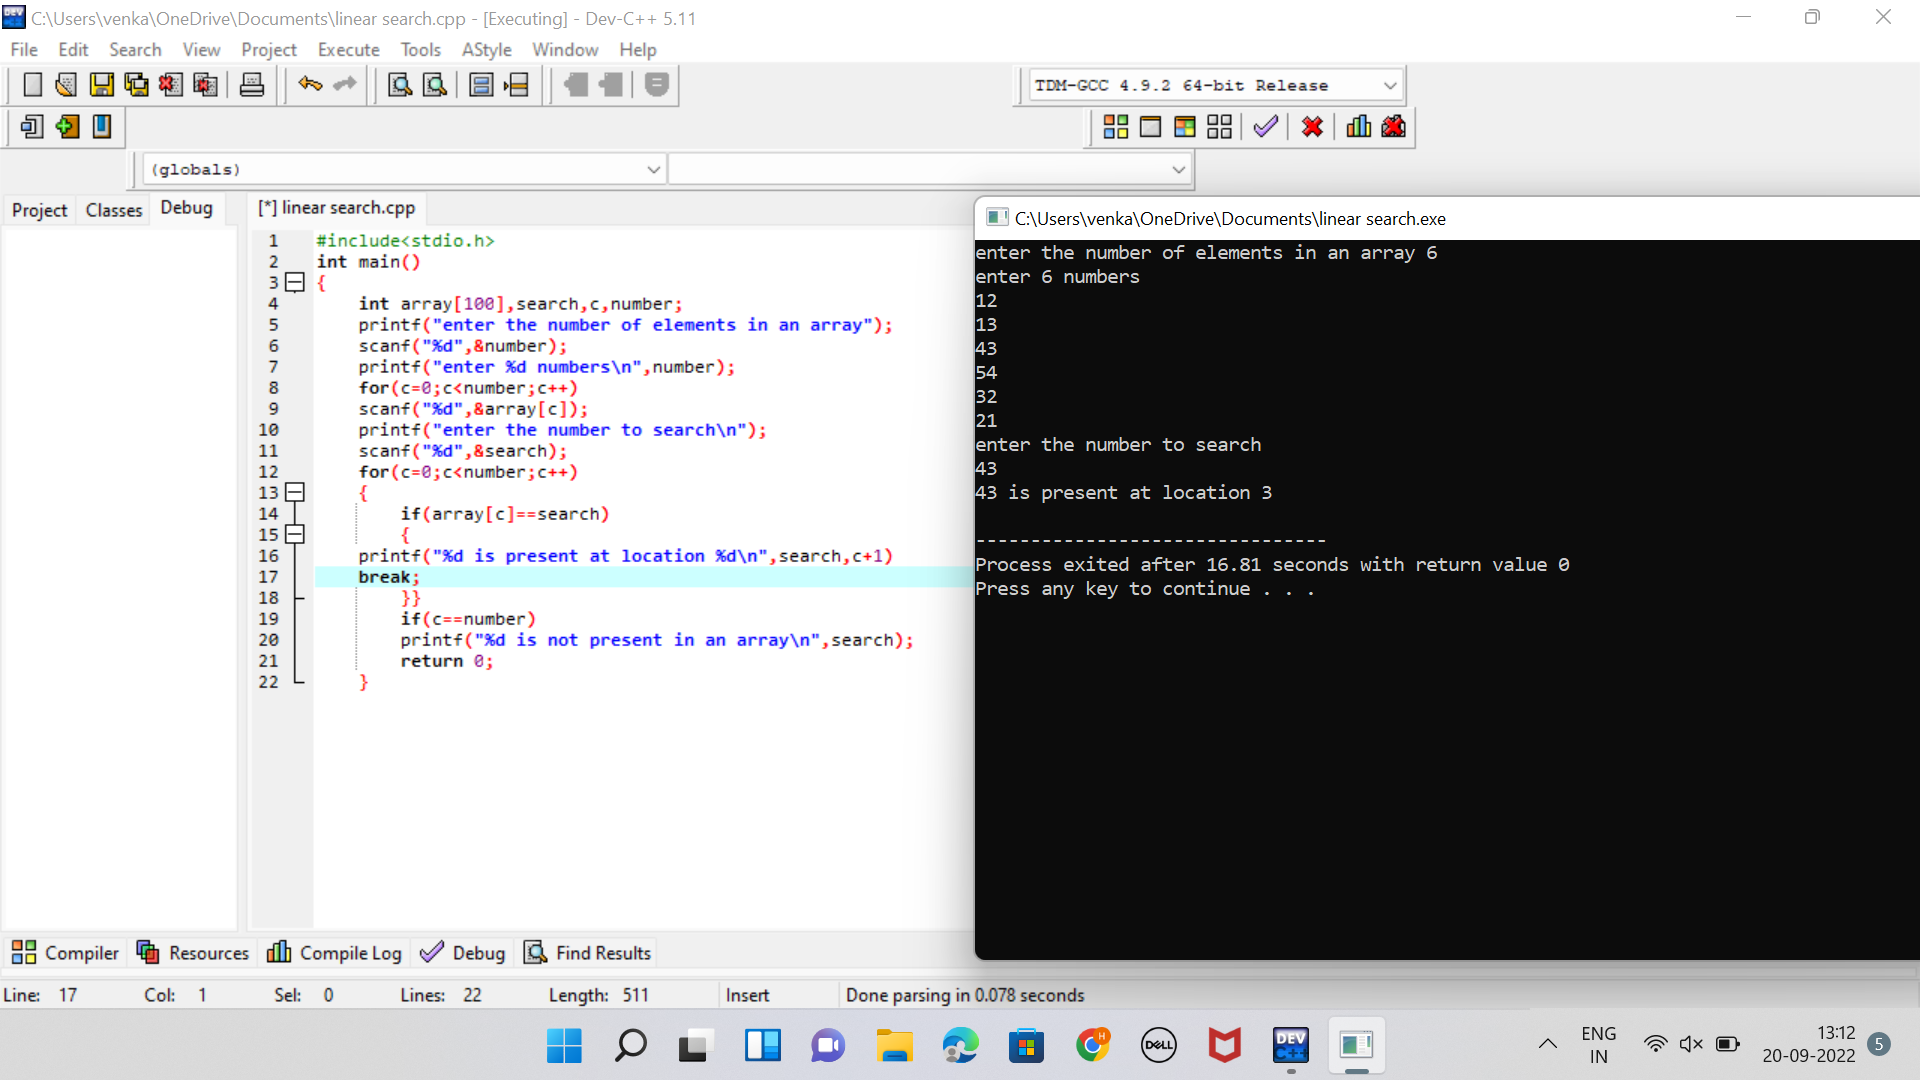 C:\Users\venka\OneDrive\Documents\linear search.cpp - [Executing] - Dev-C++ 5.11
File Edit Search View Project Execute Tools AStyle Window Help
TDM-GCC 4.9.2 64-bit Release
(globals)
Project Classes Debug
[*] linear search.cpp
1 #include<stdio.h>
2 int main()
3 {
4 int array[100],search,c,number;
5 printf("enter the number of elements in an array");
6 scanf("%d",&number);
7 printf("enter %d numbers\n",number);
8 for(c=0;c<number;c++)
9 scanf("%d",&array[c]);
10 printf("enter the number to search\n");
11 scanf("%d",&search);
12 for(c=0;c<number;c++)
13 {
14 if(array[c]==search)
15 {
16 printf("%d is present at location %d\n",search,c+1)
17 break;
18 }}
19 if(c==number)
20 printf("%d is not present in an array\n",search);
21 return 0;
22 }
C:\Users\venka\OneDrive\Documents\linear search.exe
enter the number of elements in an array 6
enter 6 numbers
12
13
43
54
32
21
enter the number to search
43
43 is present at location 3
--------------------------------
Process exited after 16.81 seconds with return value 0
Press any key to continue . . .
Compiler Resources Compile Log Debug Find Results
Line: 17 Col: 1 Sel: 0 Lines: 22 Length: 511 Insert Done parsing in 0.078 seconds
H
DELL
DEV
C++
ENG
IN
13:12
20-09-2022
5